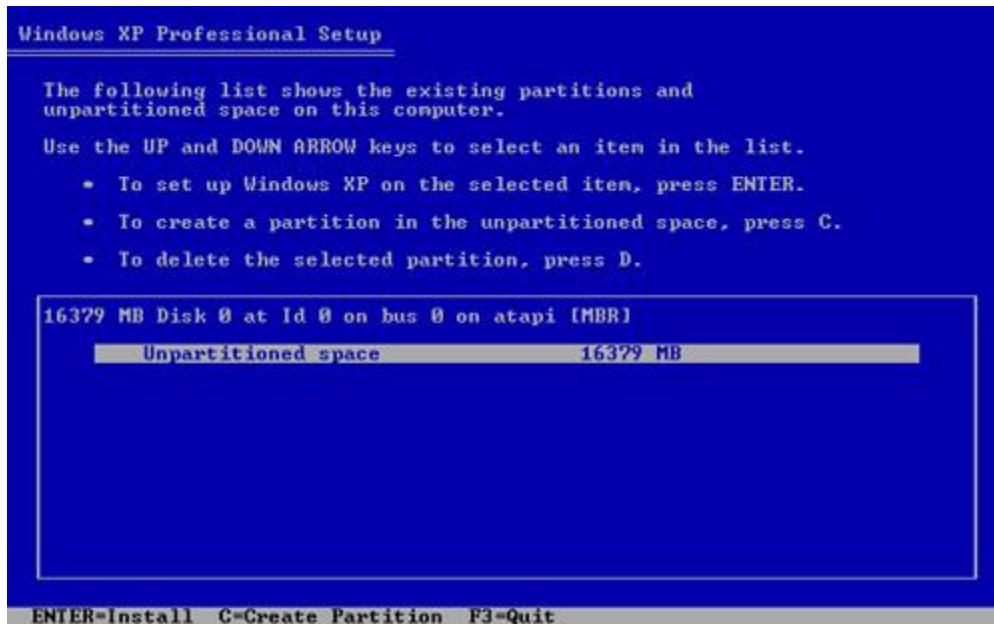 Windows XP Professional Setup
The following list shows the existing partitions and
unpartitioned space on this computer.
Use the UP and DOWN ARROW keys to select an item in the list.
• To set up Windows XP on the selected item, press ENTER.
• To create a partition in the unpartitioned space, press C.
• To delete the selected partition, press D.
16379 MB Disk 0 at Id 0 on bus 0 on atapi [MBR]
Unpartitioned space 16379 MB
ENTER=Install C=Create Partition F3=Quit